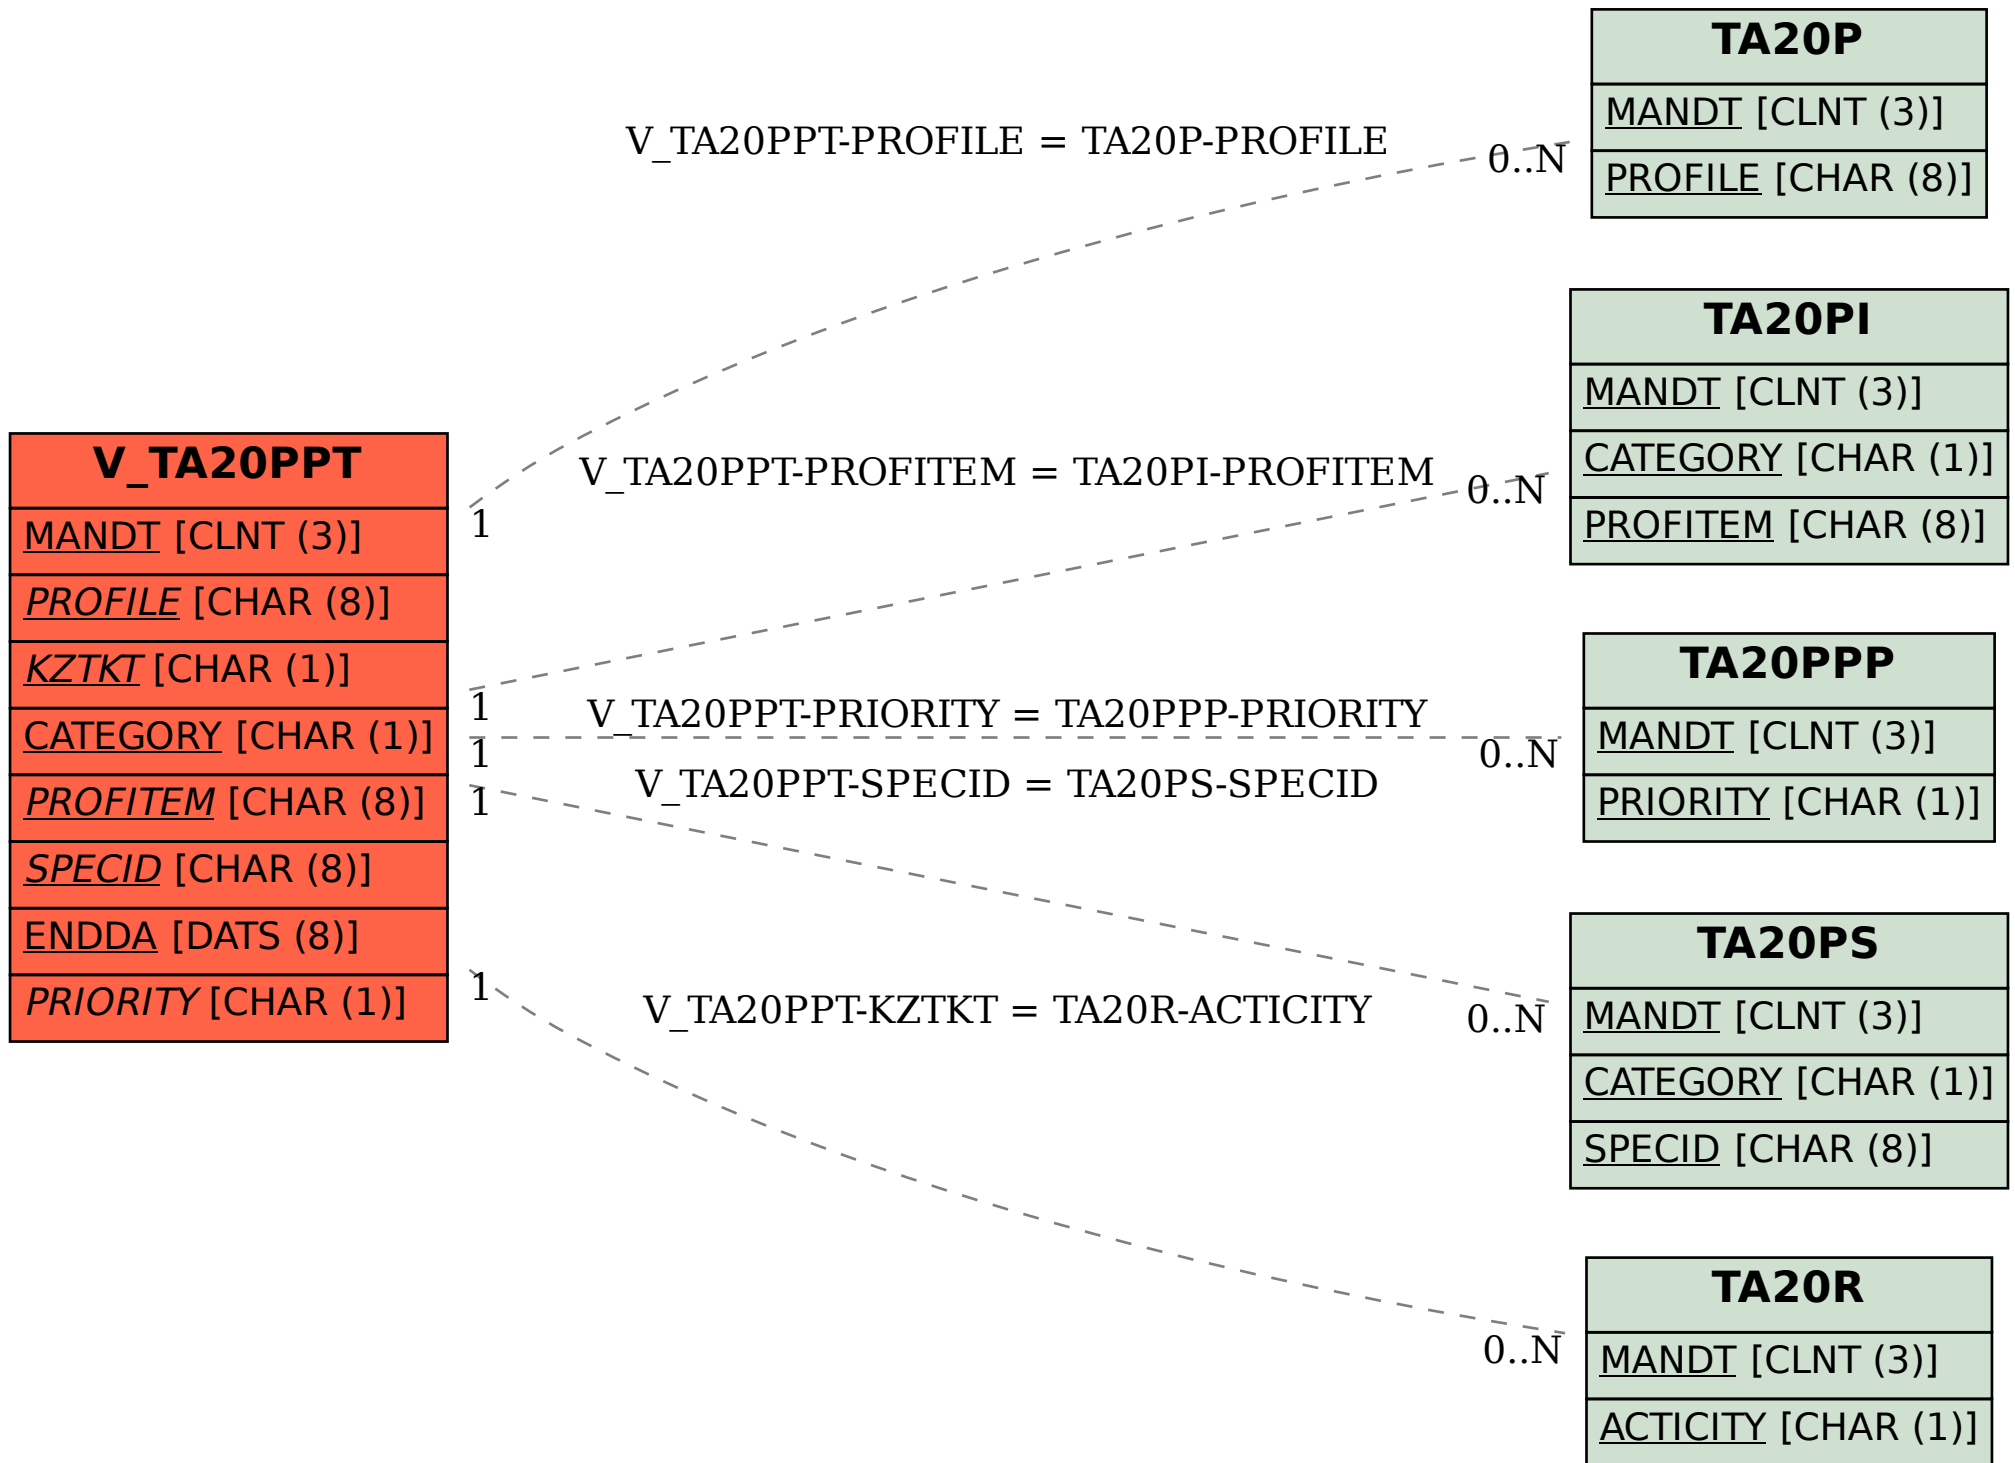 TA20P
MANDT [CLNT (3)]
PROFILE [CHAR (8)]
V_TA20PPT-PROFILE = TA20P-PROFILE
0..N
TA20PI
MANDT [CLNT (3)]
CATEGORY [CHAR (1)]
PROFITEM [CHAR (8)]
V_TA20PPT-PROFITEM = TA20PI-PROFITEM
0..N
V_TA20PPT
MANDT [CLNT (3)]
PROFILE [CHAR (8)]
KZTKT [CHAR (1)]
CATEGORY [CHAR (1)]
PROFITEM [CHAR (8)]
SPECID [CHAR (8)]
ENDDA [DATS (8)]
PRIORITY [CHAR (1)]
1
1
1
1
1
V_TA20PPT-PRIORITY = TA20PPP-PRIORITY
0..N
TA20PPP
MANDT [CLNT (3)]
PRIORITY [CHAR (1)]
V_TA20PPT-SPECID = TA20PS-SPECID
0..N
TA20PS
MANDT [CLNT (3)]
CATEGORY [CHAR (1)]
SPECID [CHAR (8)]
V_TA20PPT-KZTKT = TA20R-ACTICITY
0..N
TA20R
MANDT [CLNT (3)]
ACTICITY [CHAR (1)]